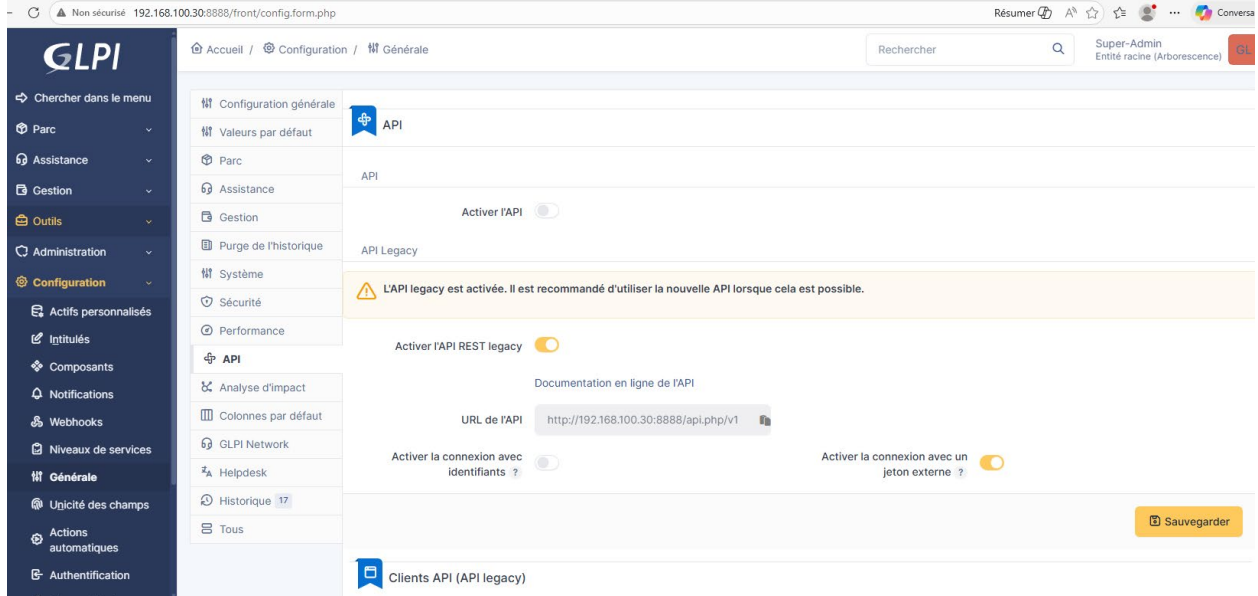 Non sécurisé 192.168.100.30:8888/front/config.form.php
Résumer
Conversa
GLPI
Accueil / Configuration / Générale
Rechercher
Super-Admin
Entité racine (Arborescence)
GL
Chercher dans le menu
Parc
Assistance
Gestion
Outils
Administration
Configuration
Actifs personnalisés
Intitulés
Composants
Notifications
Webhooks
Niveaux de services
Générale
Unicité des champs
Actions
automatiques
Authentification
Configuration générale
Valeurs par défaut
Parc
Assistance
Gestion
Purge de l'historique
Système
Sécurité
Performance
API
Analyse d'impact
Colonnes par défaut
GLPI Network
Helpdesk
Historique 17
Tous
API
API
Activer l'API
API Legacy
L'API legacy est activée. Il est recommandé d'utiliser la nouvelle API lorsque cela est possible.
Activer l'API REST legacy
Documentation en ligne de l'API
URL de l'API http://192.168.100.30:8888/api.php/v1
Activer la connexion avec
identifiants ?
Activer la connexion avec un
jeton externe ?
Sauvegarder
Clients API (API legacy)